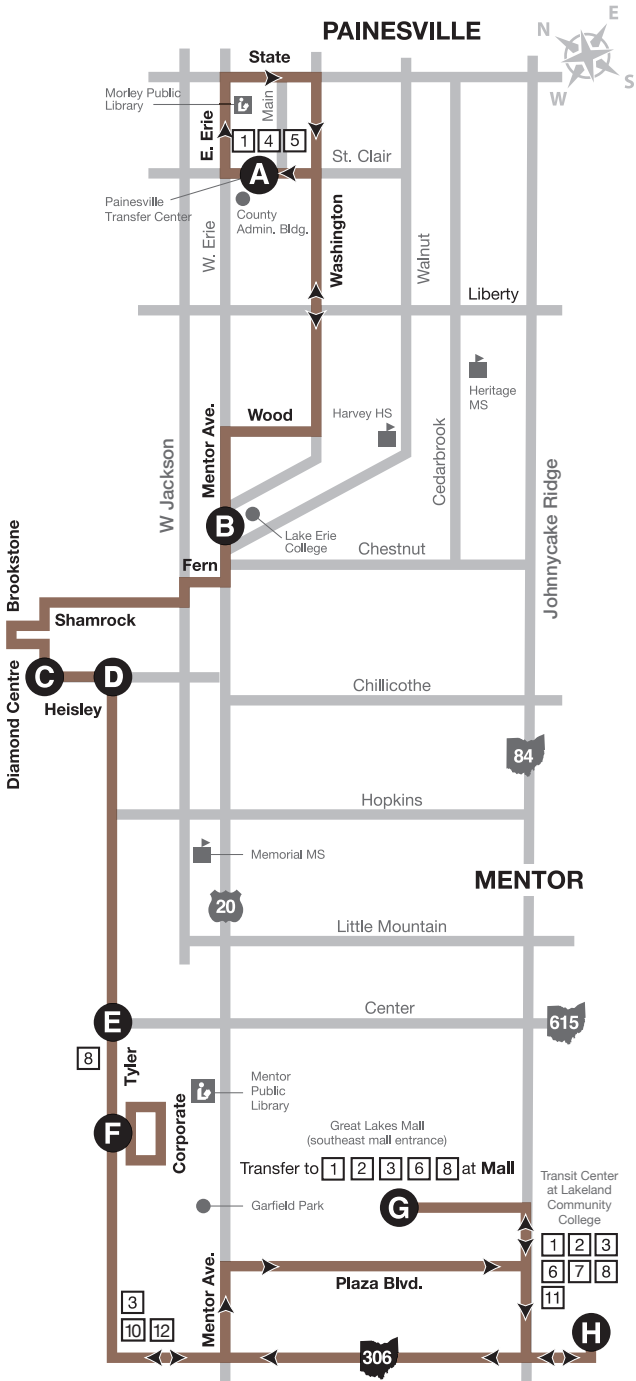 PAINESVILLE
N
E
S
W
State
Morley Public
Library
Main
E. Erie
1 4 5
St. Clair
A
Painesville
Transfer Center
County
Admin. Bldg.
W. Erie
Washington
Walnut
Liberty
Heritage
MS
Mentor Ave.
Wood
Harvey HS
W Jackson
Cedarbrook
Johnnycake Ridge
B
Lake Erie
College
Chestnut
Fern
Brookstone
Shamrock
Diamond Centre
C
D
Heisley
Chillicothe
84
Hopkins
Memorial MS
MENTOR
20
Little Mountain
E
Center
615
8
Tyler
Mentor
Public
Library
F
Corporate
Great Lakes Mall
(southeast mall entrance)
Transfer to 1 2 3 6 8 at Mall
G
Garfield Park
Transit Center
at Lakeland
Community
College
1 2 3
6 7 8
11
Mentor Ave.
Plaza Blvd.
3
10 12
306
H